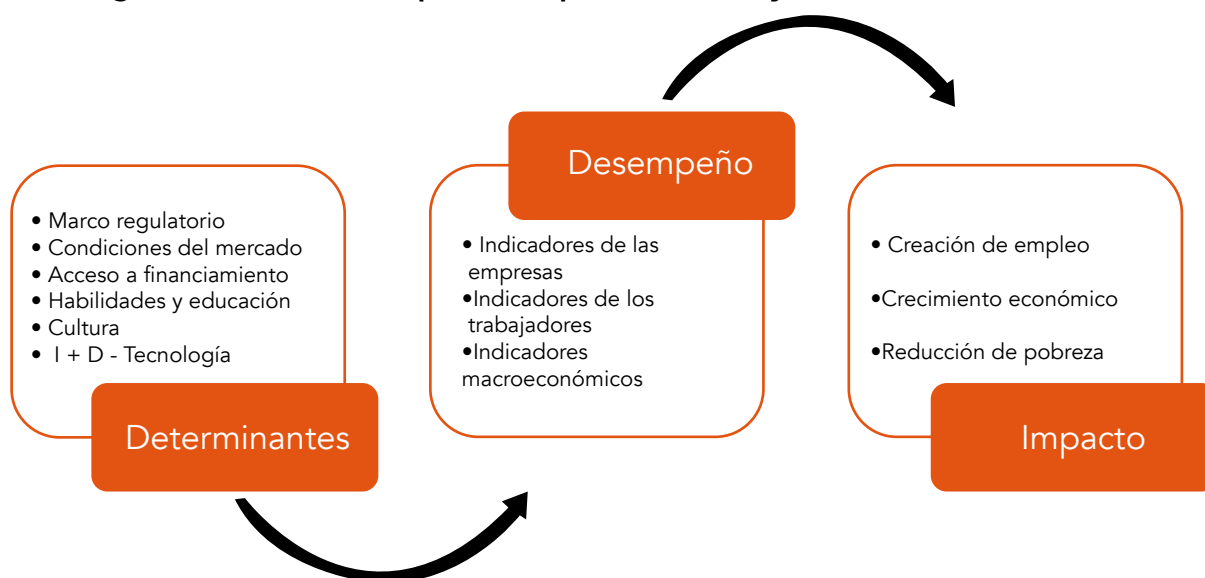 • Marco regulatorio
• Condiciones del mercado
• Acceso a financiamiento
• Habilidades y educación
• Cultura
• I + D - Tecnología
Determinantes
Desempeño
• Indicadores de las
empresas
•Indicadores de los
trabajadores
•Indicadores
macroeconómicos
• Creación de empleo
•Crecimiento económico
•Reducción de pobreza
Impacto